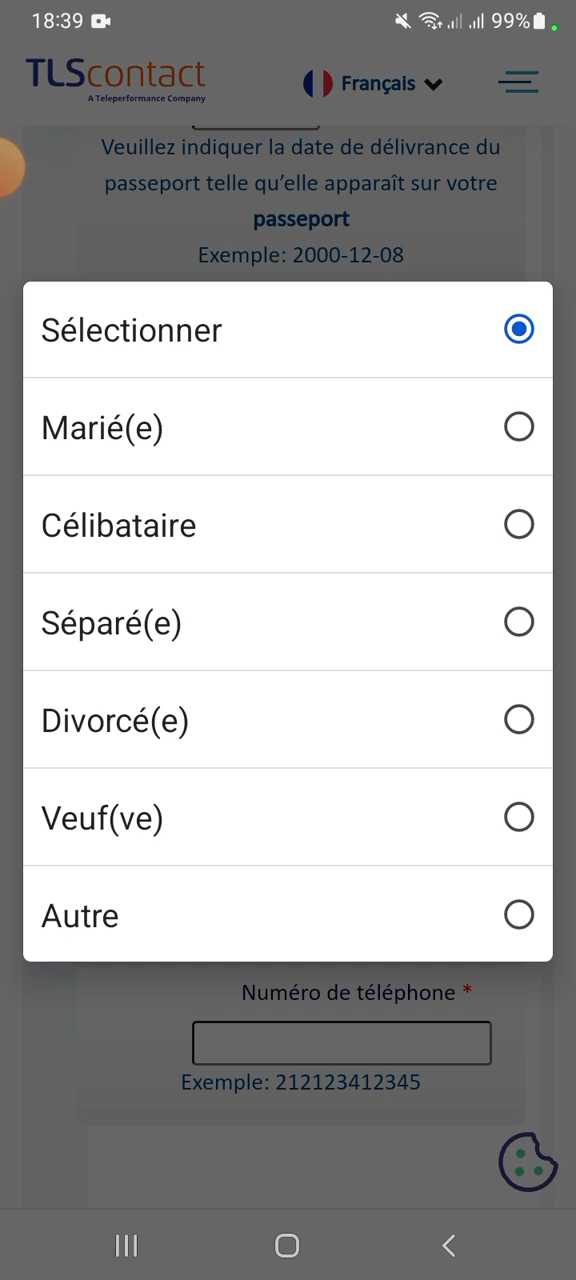 18:39
99%
TLScontact
A Teleperformance Company
Français
Veuillez indiquer la date de délivrance du
passeport telle qu’elle apparaît sur votre
passeport
Exemple: 2000-12-08
Sélectionner
Marié(e)
Célibataire
Séparé(e)
Divorcé(e)
Veuf(ve)
Autre
Numéro de téléphone *
Exemple: 212123412345